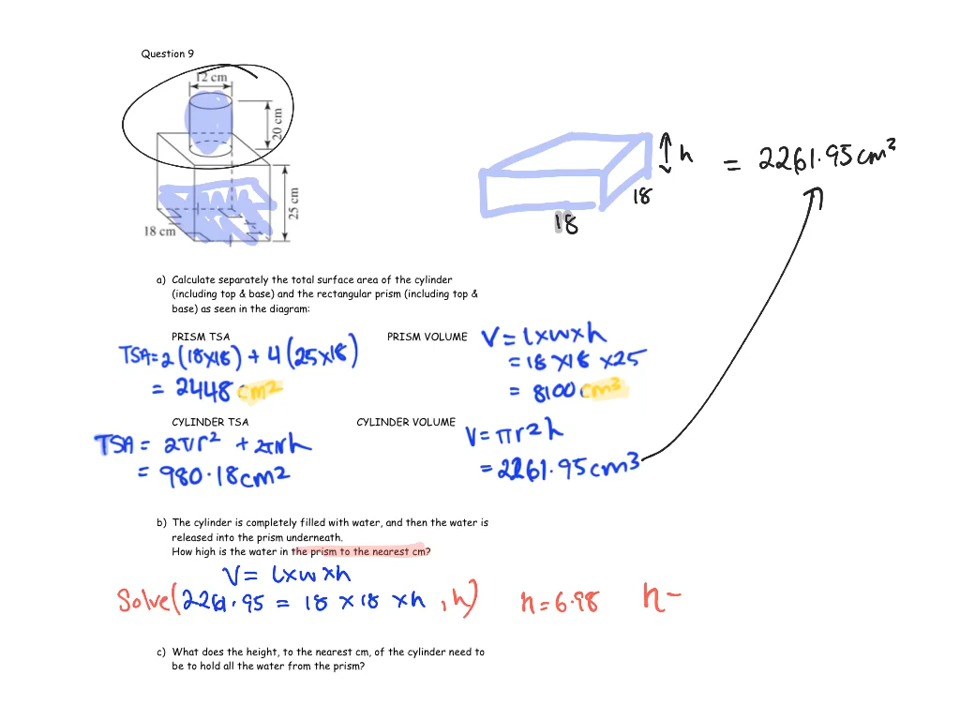 Question 9
12 cm
20 cm
25 cm
18 cm
h
18
18
= 2261.95 cm²
a) Calculate separately the total surface area of the cylinder
(including top & base) and the rectangular prism (including top &
base) as seen in the diagram:
PRISM TSA
TSA = 2(18×18) + 4(25×18)
= 2448 cm²
PRISM VOLUME
V = l×w×h
= 18 × 18 × 25
= 8100 cm³
CYLINDER TSA
TSA = 2πr² + 2πrh
= 980.18 cm²
CYLINDER VOLUME
V = πr²h
= 2261.95 cm³
b) The cylinder is completely filled with water, and then the water is
released into the prism underneath.
How high is the water in the prism to the nearest cm?
V = l×w×h
Solve(2261.95 = 18 × 18 × h, h) h = 6.98 h =
c) What does the height, to the nearest cm, of the cylinder need to
be to hold all the water from the prism?